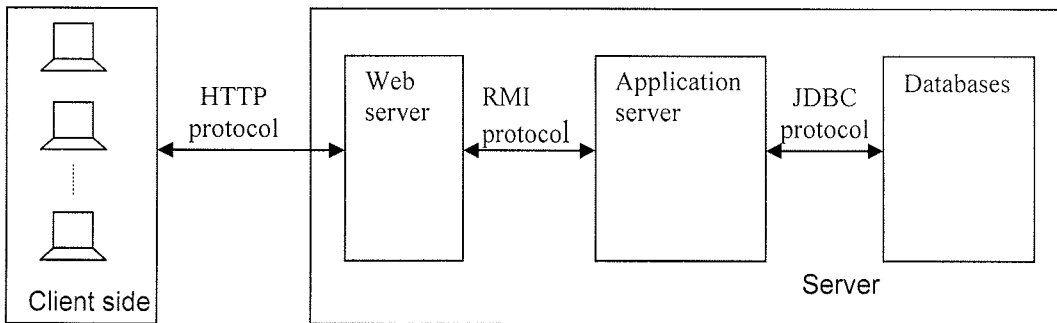 HTTP
protocol
Web
server
RMI
protocol
Application
server
JDBC
protocol
Databases
Client side
Server